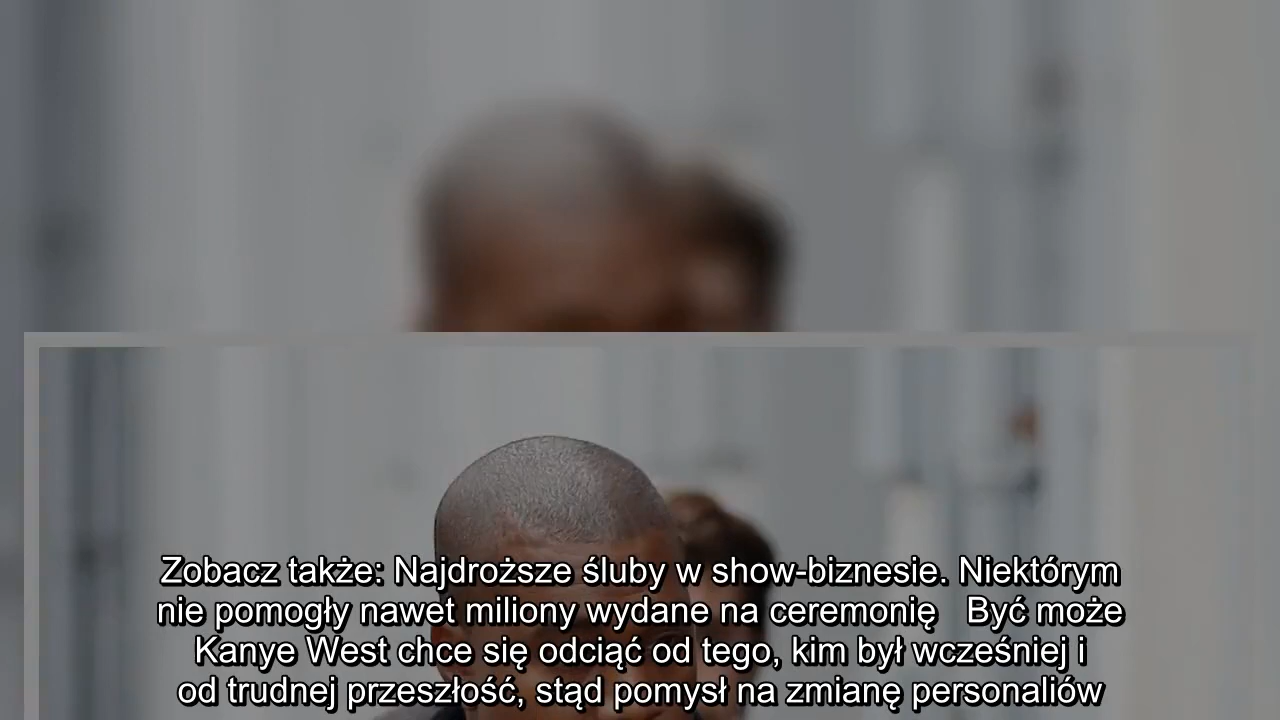 Zobacz także: Najdroższe śluby w show-biznesie. Niektórym
nie pomogły nawet miliony wydane na ceremonię   Być może
Kanye West chce się odciąć od tego, kim był wcześniej i
od trudnej przeszłość, stąd pomysł na zmianę personaliów